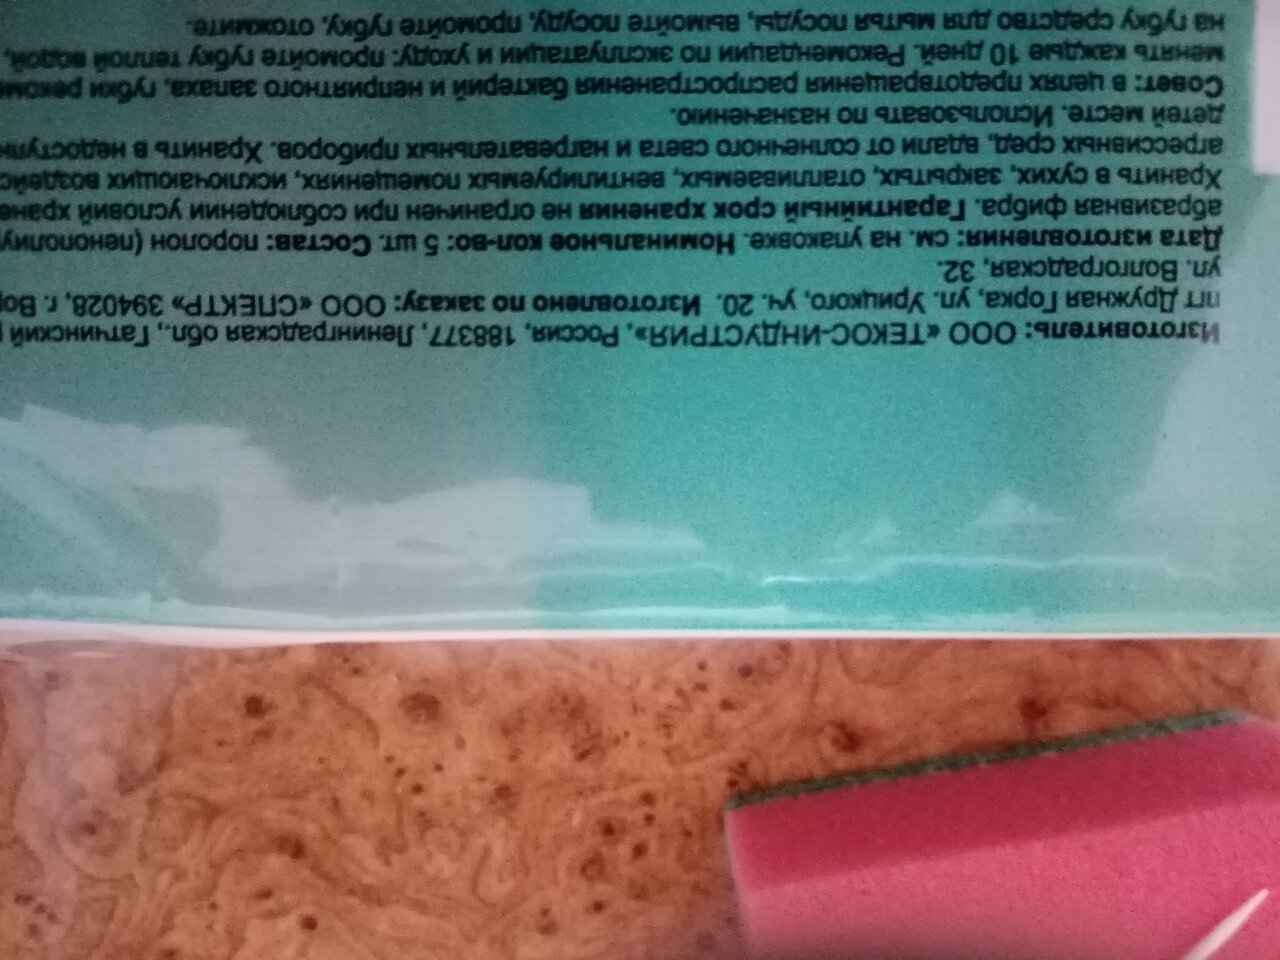 Изготовитель: ООО «ТЕКОС-ИНДУСТРИЯ», Россия, 188377, Ленинградская обл., Гатчинский
пгт Дружная Горка, ул. Урицкого, уч. 20. Изготовлено по заказу: ООО «СПЕКТР» 394028, г.
ул. Волгоградская, 32.
Дата изготовления: см. на упаковке. Номинальное кол-во: 5 шт. Состав: поролон
абразивная фибра. Гарантийный срок хранения не ограничен при соблюдении условий
Хранить в сухих, закрытых, отапливаемых, вентилируемых помещениях, исключающих
агрессивных сред, вдали от солнечного света и нагревательных приборов. Хранить в
детей месте. Использовать по назначению.
Совет: в целях предотвращения распространения бактерий и неприятного запаха, губки
менять каждые 10 дней. Рекомендации по эксплуатации и уходу: промойте губку теплой водой,
на губку средство для мытья посуды, вымойте посуду, промойте губку, отожмите.